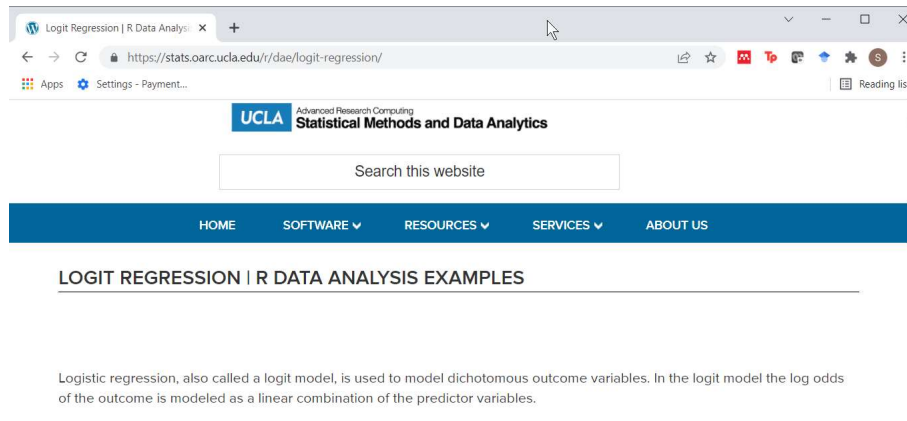 Logit Regression | R Data Analysi
https://stats.oarc.ucla.edu/r/dae/logit-regression/
Tp
S
Apps Settings - Payment... Reading lis
UCLA Advanced Research Computing
Statistical Methods and Data Analytics
Search this website
HOME SOFTWARE RESOURCES SERVICES ABOUT US
LOGIT REGRESSION | R DATA ANALYSIS EXAMPLES
Logistic regression, also called a logit model, is used to model dichotomous outcome variables. In the logit model the log odds
of the outcome is modeled as a linear combination of the predictor variables.